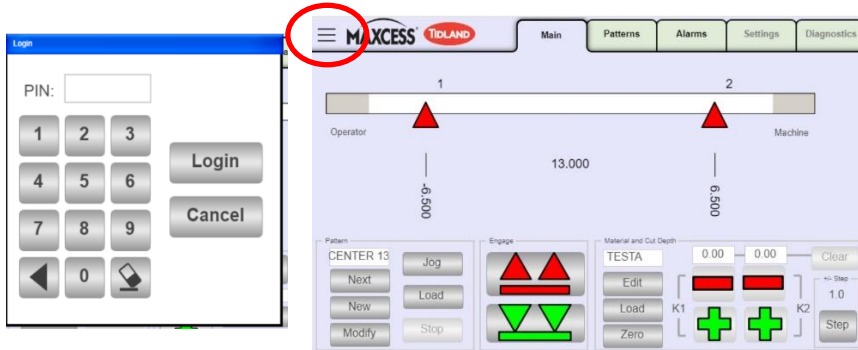 Login
PIN:
1 2 3
4 5 6
7 8 9
0
Login
Cancel
MAXCESS TIDLAND
Main
Patterns
Alarms
Settings
Diagnostics
1 2
Operator
Machine
13.000
-6.500
6.500
Pattern
CENTER 13
Next
New
Modify
Jog
Load
Stop
Engage
Material and Cut Depth
TESTA
Edit
Load
Zero
0.00
0.00
Clear
K1
K2
+/- Step
1.0
Step